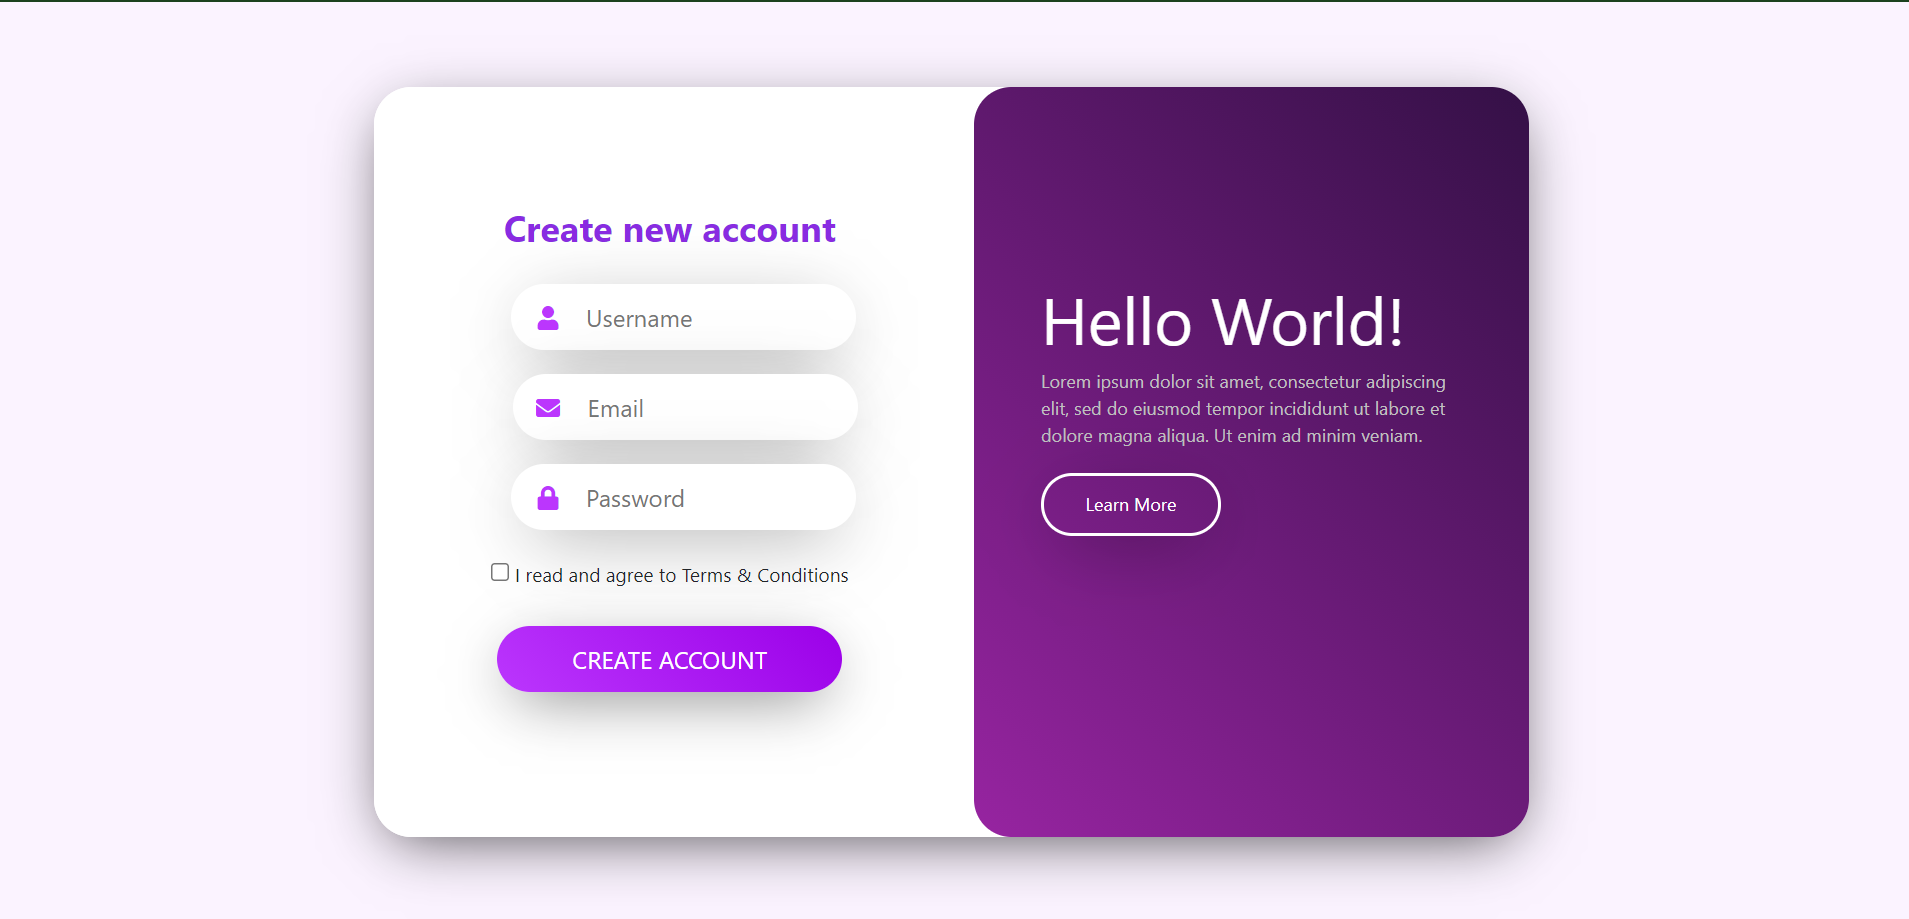 Create new account
Username
Email
Password
I read and agree to Terms & Conditions
CREATE ACCOUNT
Hello World!
Lorem ipsum dolor sit amet, consectetur adipiscing
elit, sed do eiusmod tempor incididunt ut labore et
dolore magna aliqua. Ut enim ad minim veniam.
Learn More